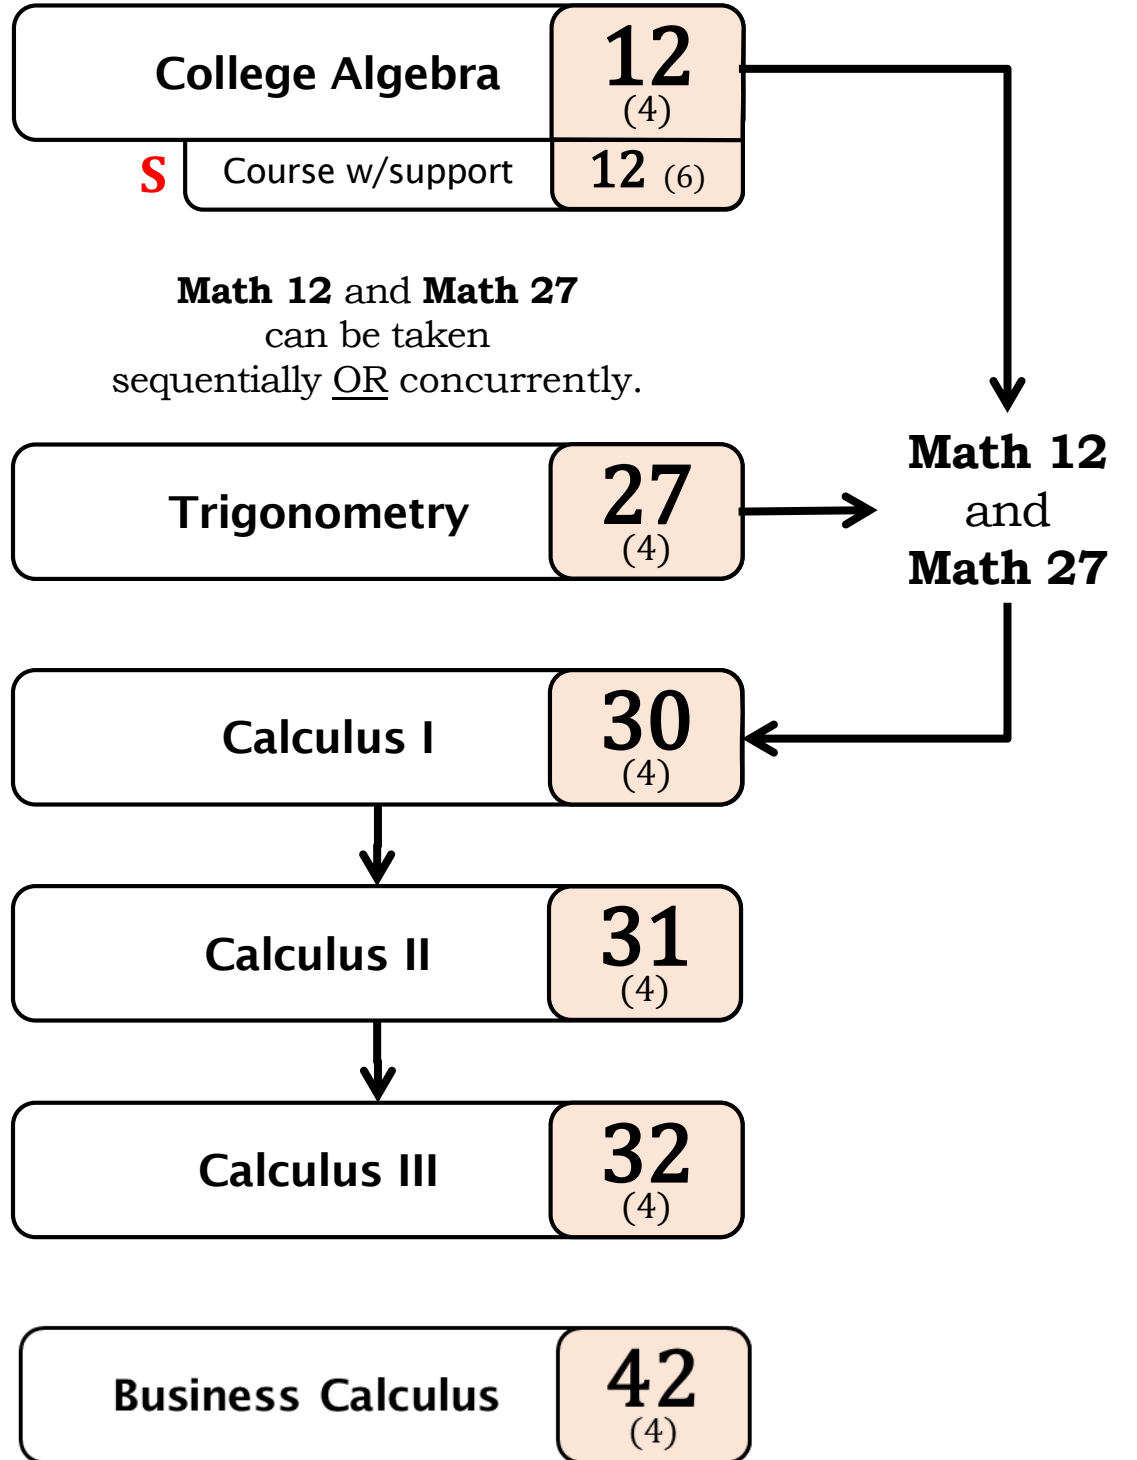 College Algebra 12
(4)
S Course w/support 12 (6)
Math 12 and Math 27
can be taken
sequentially OR concurrently.
Trigonometry 27
(4)
Math 12
and
Math 27
Calculus I 30
(4)
Calculus II 31
(4)
Calculus III 32
(4)
Business Calculus 42
(4)